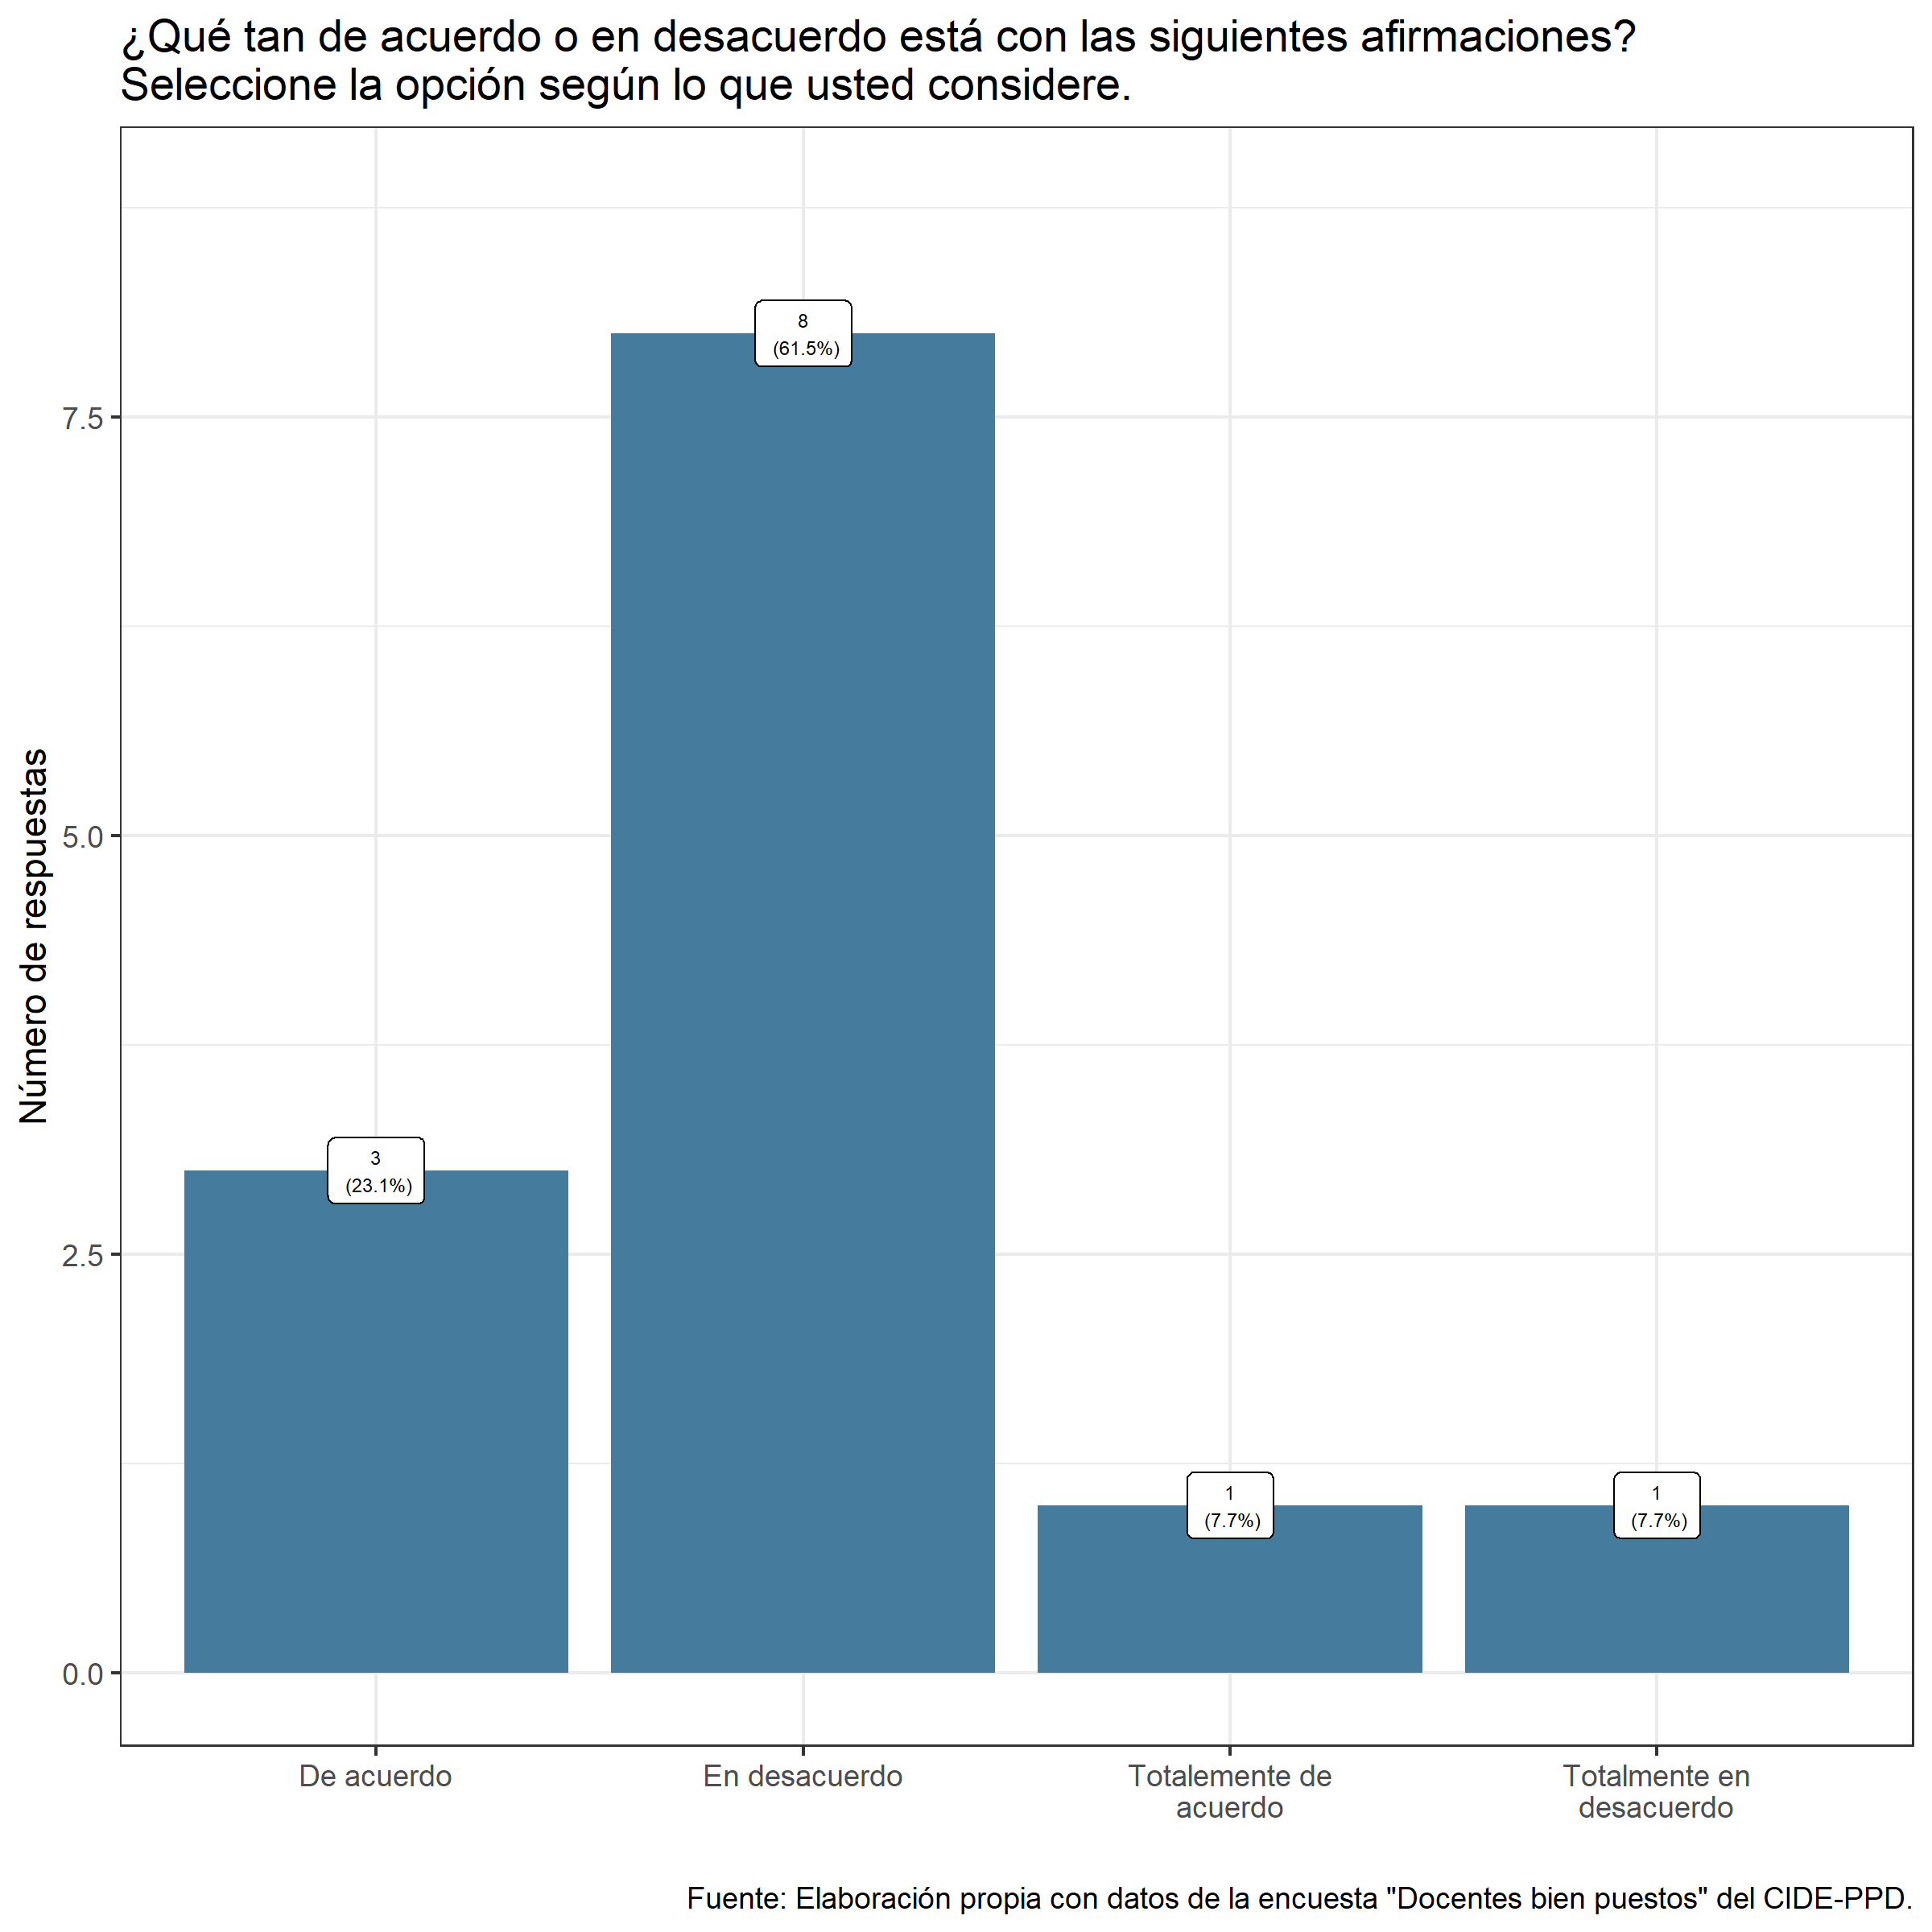 ¿Qué tan de acuerdo o en desacuerdo está con las siguientes afirmaciones?
Seleccione la opción según lo que usted considere.
Número de respuestas
7.5
5.0
2.5
0.0
3
(23.1%)
8
(61.5%)
1
(7.7%)
1
(7.7%)
De acuerdo
En desacuerdo
Totalemente de
acuerdo
Totalmente en
desacuerdo
Fuente: Elaboración propia con datos de la encuesta "Docentes bien puestos" del CIDE-PPD.